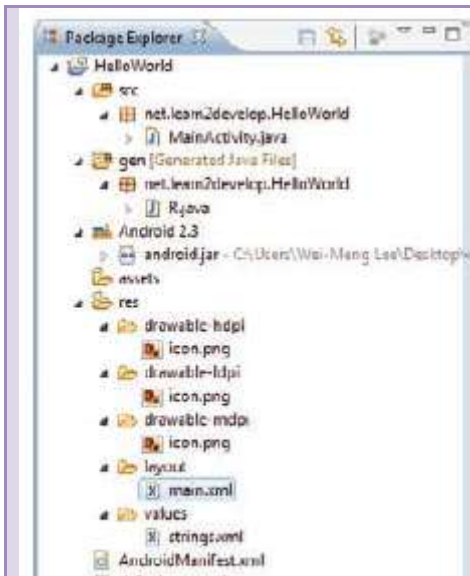 Package Explorer
HelloWorld
src
net.learn2develop.HelloWorld
MainActivity.java
gen [Generated Java Files]
net.learn2develop.HelloWorld
R.java
Android 2.3
android.jar - C:\Users\Wei-Meng Lee\Desktop\
assets
res
drawable-hdpi
icon.png
drawable-ldpi
icon.png
drawable-mdpi
icon.png
layout
main.xml
values
strings.xml
AndroidManifest.xml